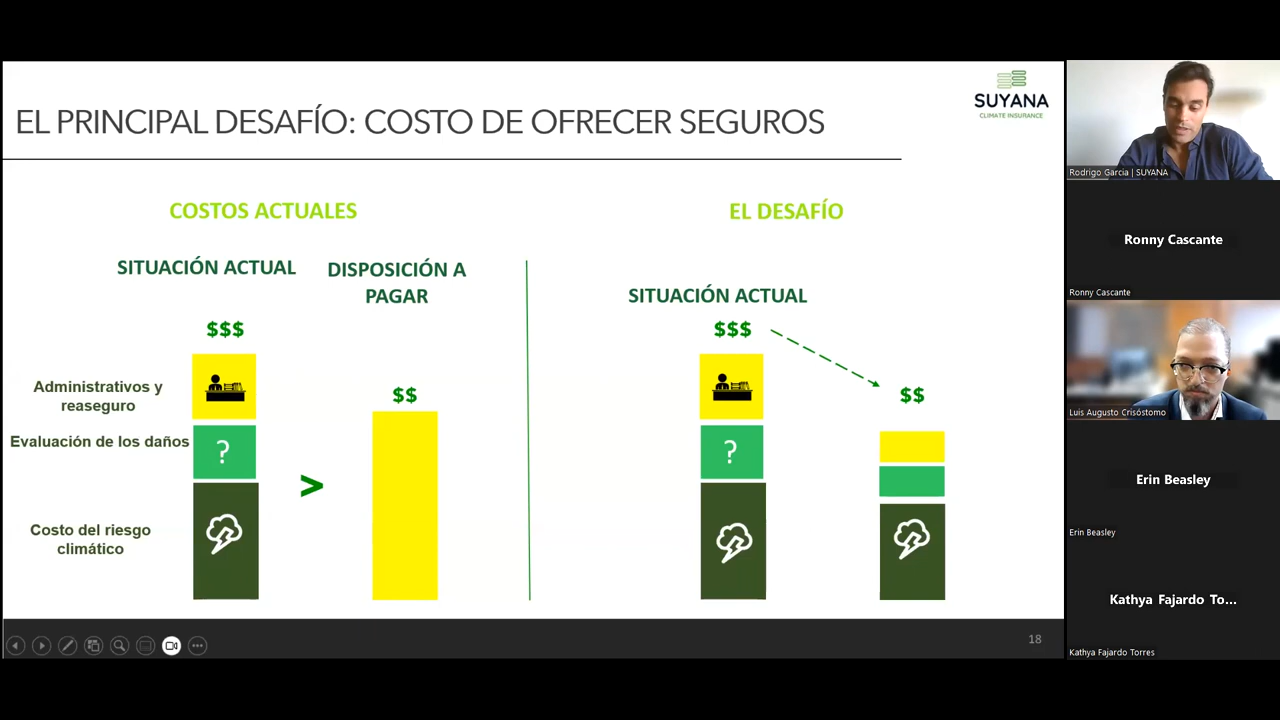 EL PRINCIPAL DESAFÍO: COSTO DE OFRECER SEGUROS
SUYANA
CLIMATE INSURANCE
COSTOS ACTUALES
EL DESAFÍO
SITUACIÓN ACTUAL
DISPOSICIÓN A
PAGAR
SITUACIÓN ACTUAL
$$$
$$
$$$
$$
Administrativos y
reaseguro
Evaluación de los daños
?
?
>
Costo del riesgo
climático
18
Rodrigo Garcia | SUYANA
Ronny Cascante
Ronny Cascante
Luis Augusto Crisóstomo
Erin Beasley
Erin Beasley
Kathya Fajardo To...
Kathya Fajardo Torres